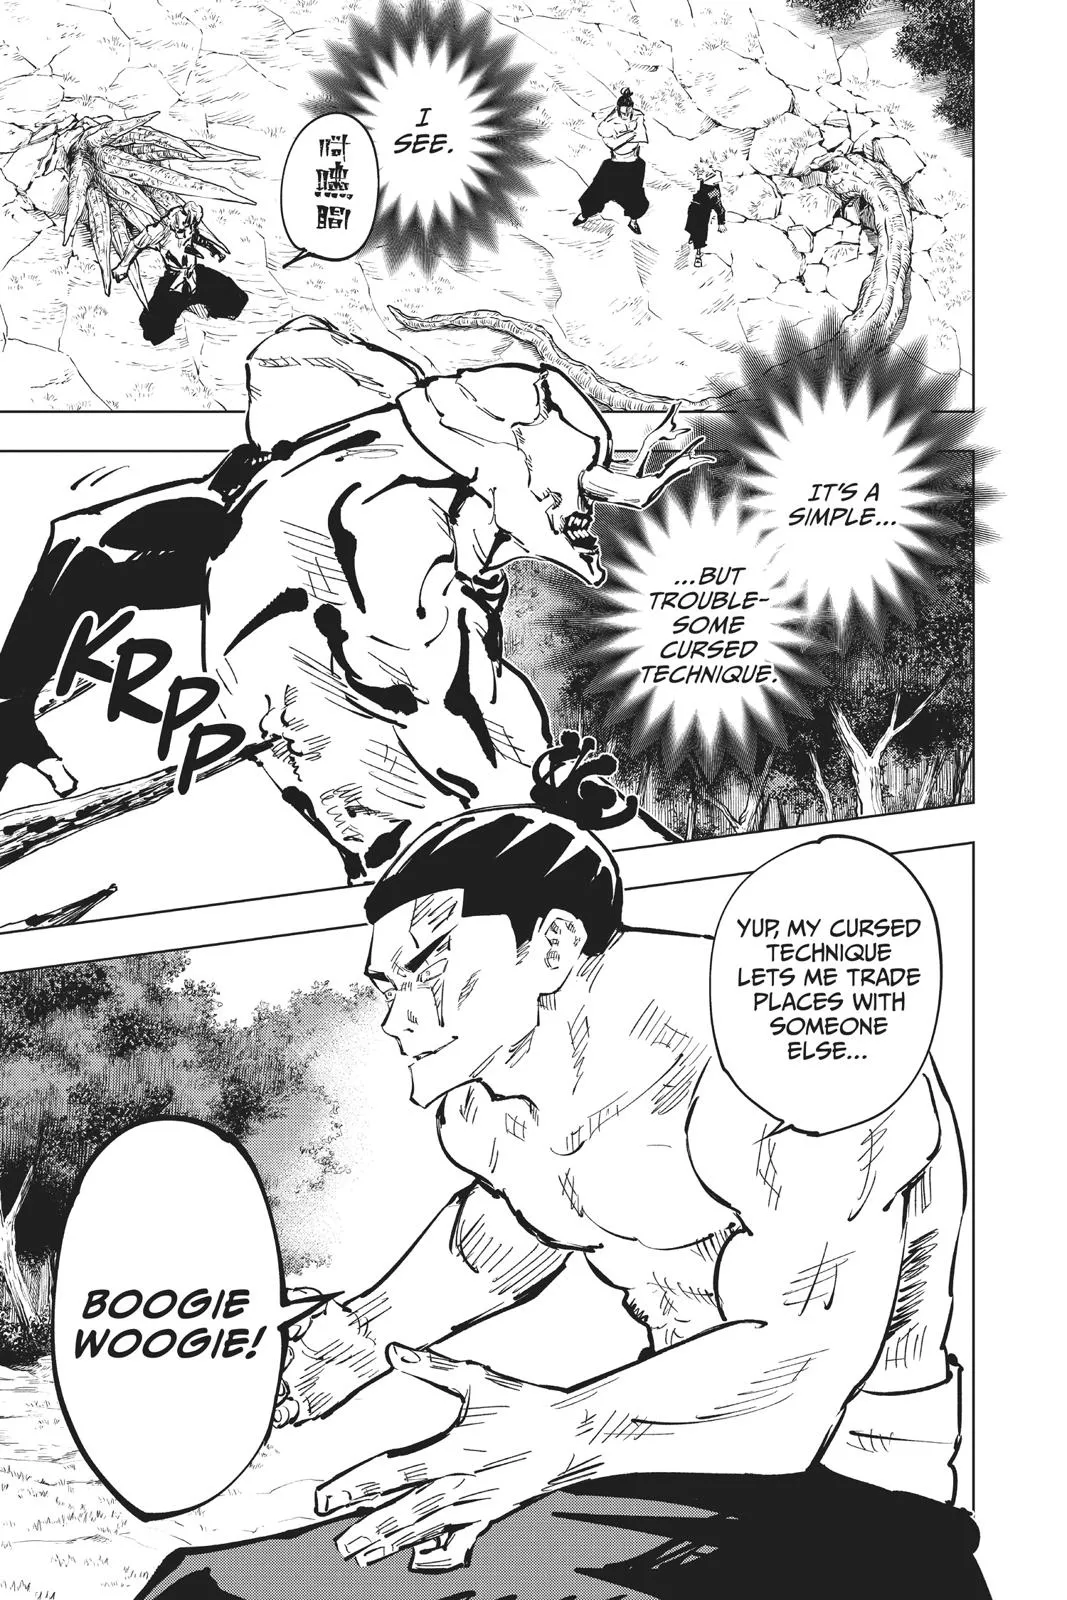 I
SEE.
IT'S A
SIMPLE...
...BUT
TROUBLE-
SOME
CURSED
TECHNIQUE.
KRPP
YUP, MY CURSED
TECHNIQUE
LETS ME TRADE
PLACES WITH
SOMEONE
ELSE...
BOOGIE
WOOGIE!